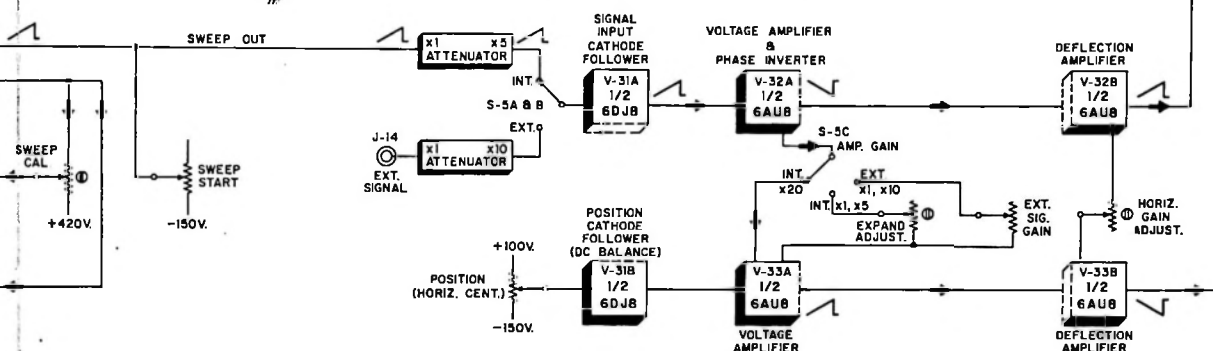 SWEEP OUT
x1 x5
ATTENUATOR
INT.
S-5A & B
EXT.
J-14
EXT.
SIGNAL
x1 x10
ATTENUATOR
SIGNAL
INPUT
CATHODE
FOLLOWER
V-31A
1/2
6DJ8
VOLTAGE AMPLIFIER
&
PHASE INVERTER
V-32A
1/2
6AU8
DEFLECTION
AMPLIFIER
V-32B
1/2
6AU8
SWEEP
CAL
+420V.
SWEEP
START
-150V.
S-5C
AMP. GAIN
INT.
x20
EXT.
x1, x10
INT. x1, x5
EXPAND
ADJUST.
EXT.
SIG.
GAIN
HORIZ.
GAIN
ADJUST.
POSITION
(HORIZ. CENT.)
+100V.
-150V.
POSITION
CATHODE
FOLLOWER
(DC BALANCE)
V-31B
1/2
6DJ8
V-33A
1/2
6AU8
VOLTAGE
AMPLIFIER
V-33B
1/2
6AU8
DEFLECTION
AMPLIFIER